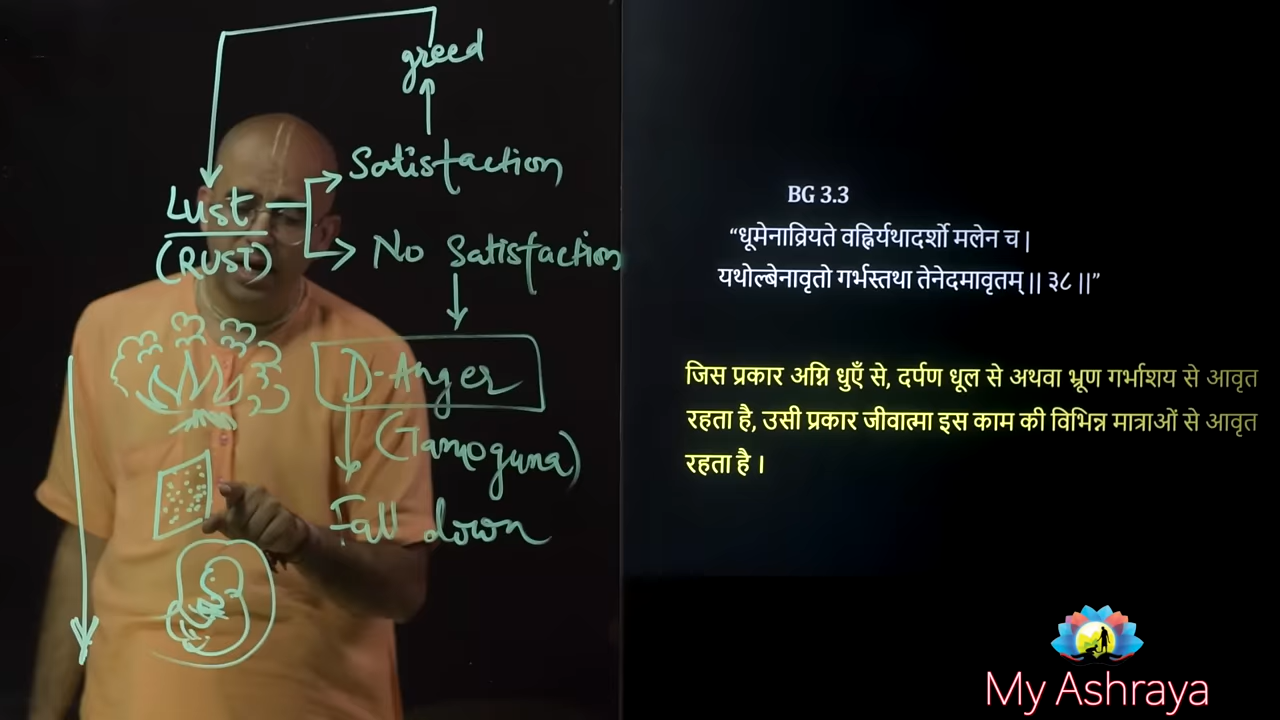 greed
Satisfaction
Lust
(RUST)
No Satisfaction
D-Anger
(Tamoguna)
Fall down
BG 3.3
“धूमेनाव्रियते वह्निर्यथादर्शो मलेन च |
यथोल्बेनावृतो गर्भस्तथा तेनेदमावृतम् || ३८ ||”
जिस प्रकार अग्नि धुएँ से, दर्पण धूल से अथवा भ्रूण गर्भाशय से आवृत
रहता है, उसी प्रकार जीवात्मा इस काम की विभिन्न मात्राओं से आवृत
रहता है ।
My Ashraya